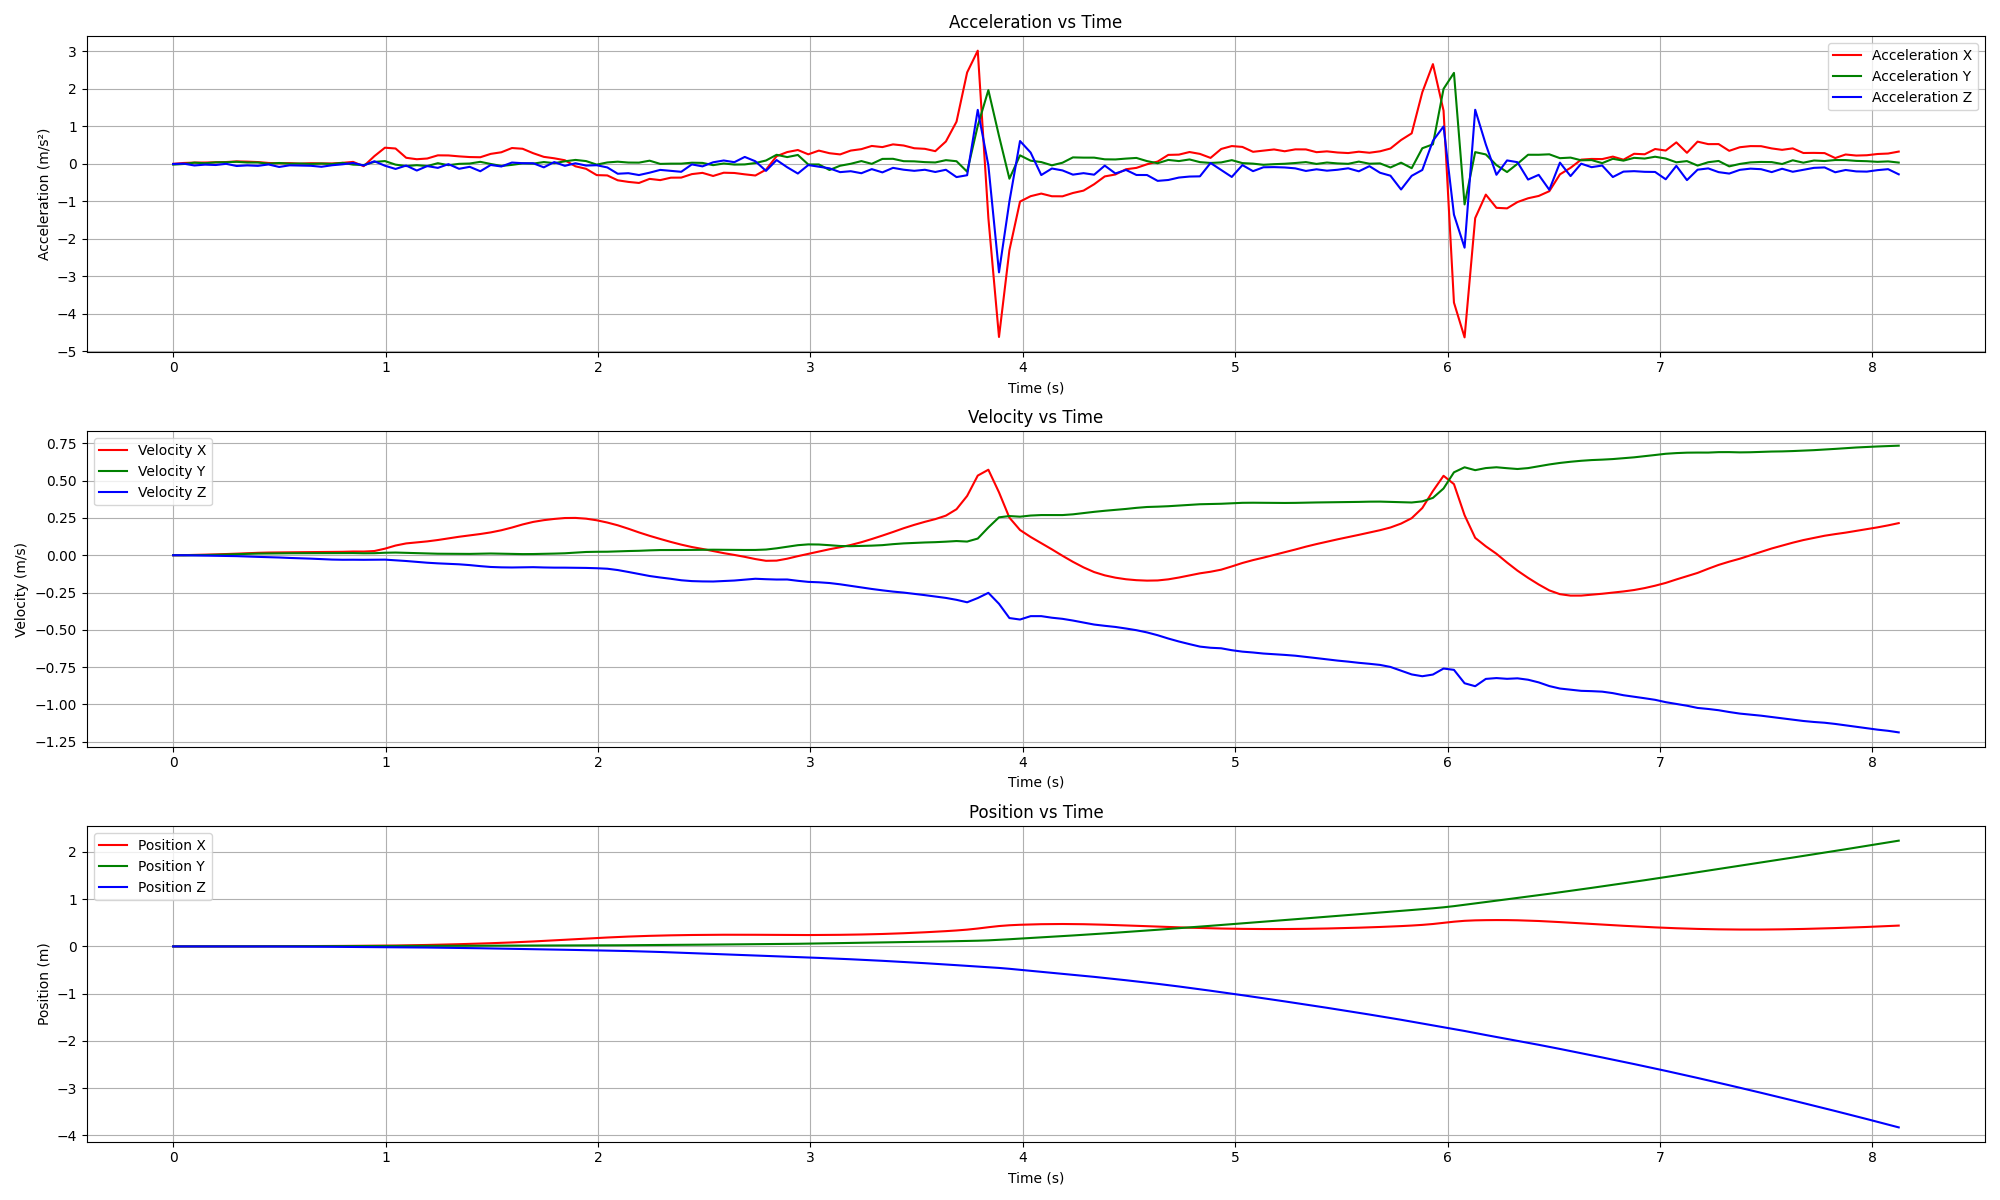 Acceleration vs Time
3
2
1
0
−1
−2
−3
−4
−5
Acceleration (m/s²)
Acceleration X
Acceleration Y
Acceleration Z
0 1 2 3 4 5 6 7 8
Time (s)
Velocity vs Time
0.75
0.50
0.25
0.00
−0.25
−0.50
−0.75
−1.00
−1.25
Velocity (m/s)
Velocity X
Velocity Y
Velocity Z
0 1 2 3 4 5 6 7 8
Time (s)
Position vs Time
2
1
0
−1
−2
−3
−4
Position (m)
Position X
Position Y
Position Z
0 1 2 3 4 5 6 7 8
Time (s)